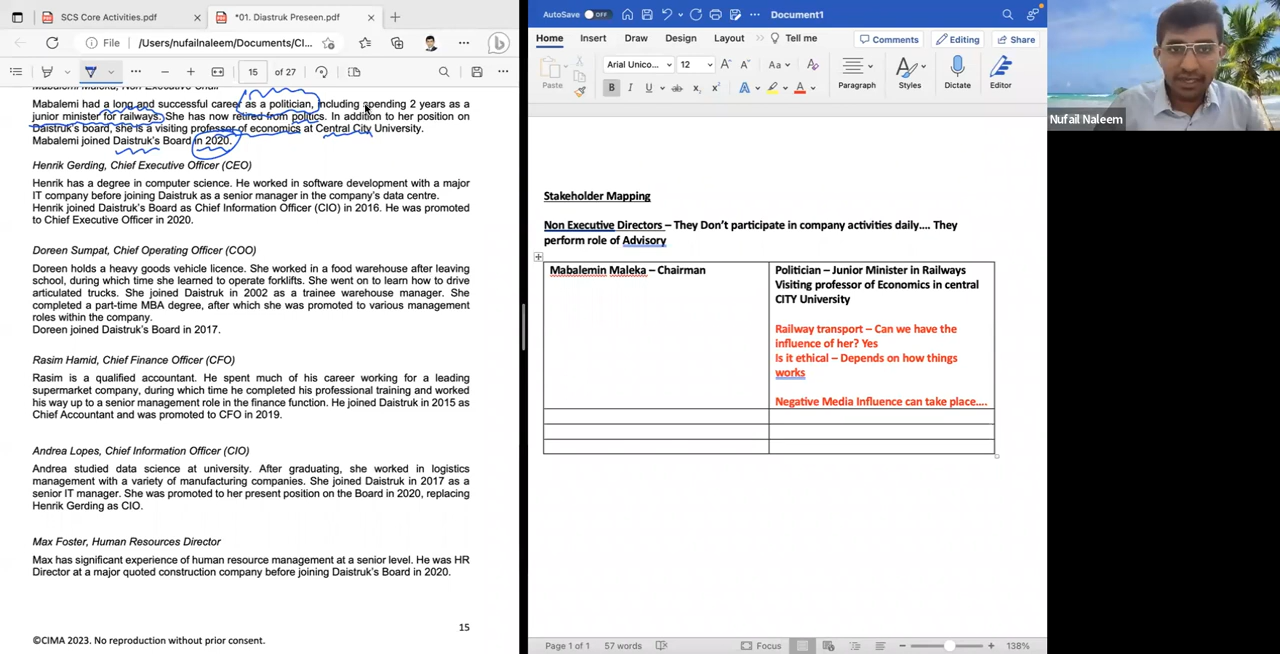 SCS Core Activities.pdf
*01. Diastruk Preseen.pdf
File
/Users/nufailnaleem/Documents/CI...
15
of 27
Mabalemi Maleka, Non Executive Chair
Mabalemi had a long and successful career as a politician, including spending 2 years as a
junior minister for railways. She has now retired from politics. In addition to her position on
Daistruk's board, she is a visiting professor of economics at Central City University.
Mabalemi joined Daistruk's Board in 2020.
Henrik Gerding, Chief Executive Officer (CEO)
Henrik has a degree in computer science. He worked in software development with a major
IT company before joining Daistruk as a senior manager in the company's data centre.
Henrik joined Daistruk's Board as Chief Information Officer (CIO) in 2016. He was promoted
to Chief Executive Officer in 2020.
Doreen Sumpat, Chief Operating Officer (COO)
Doreen holds a heavy goods vehicle licence. She worked in a food warehouse after leaving
school, during which time she learned to operate forklifts. She went on to learn how to drive
articulated trucks. She joined Daistruk in 2002 as a trainee warehouse manager. She
completed a part-time MBA degree, after which she was promoted to various management
roles within the company.
Doreen joined Daistruk's Board in 2017.
Rasim Hamid, Chief Finance Officer (CFO)
Rasim is a qualified accountant. He spent much of his career working for a leading
supermarket company, during which time he completed his professional training and worked
his way up to a senior management role in the finance function. He joined Daistruk in 2015 as
Chief Accountant and was promoted to CFO in 2019.
Andrea Lopes, Chief Information Officer (CIO)
Andrea studied data science at university. After graduating, she worked in logistics
management with a variety of manufacturing companies. She joined Daistruk in 2017 as a
senior IT manager. She was promoted to her present position on the Board in 2020, replacing
Henrik Gerding as CIO.
Max Foster, Human Resources Director
Max has significant experience of human resource management at a senior level. He was HR
Director at a major quoted construction company before joining Daistruk's Board in 2020.
15
©CIMA 2023. No reproduction without prior consent.
AutoSave OFF
Document1
Home Insert Draw Design Layout >> Tell me
Comments Editing Share
Paste
Arial Unico... 12
Paragraph
Styles
Dictate
Editor
Stakeholder Mapping
Non Executive Directors – They Don't participate in company activities daily.... They
perform role of Advisory
Mabalemin Maleka – Chairman
Politician – Junior Minister in Railways
Visiting professor of Economics in central
CITY University
Railway transport – Can we have the
influence of her? Yes
Is it ethical – Depends on how things
works
Negative Media Influence can take place....
Page 1 of 1 57 words
Focus
138%
Nufail Naleem